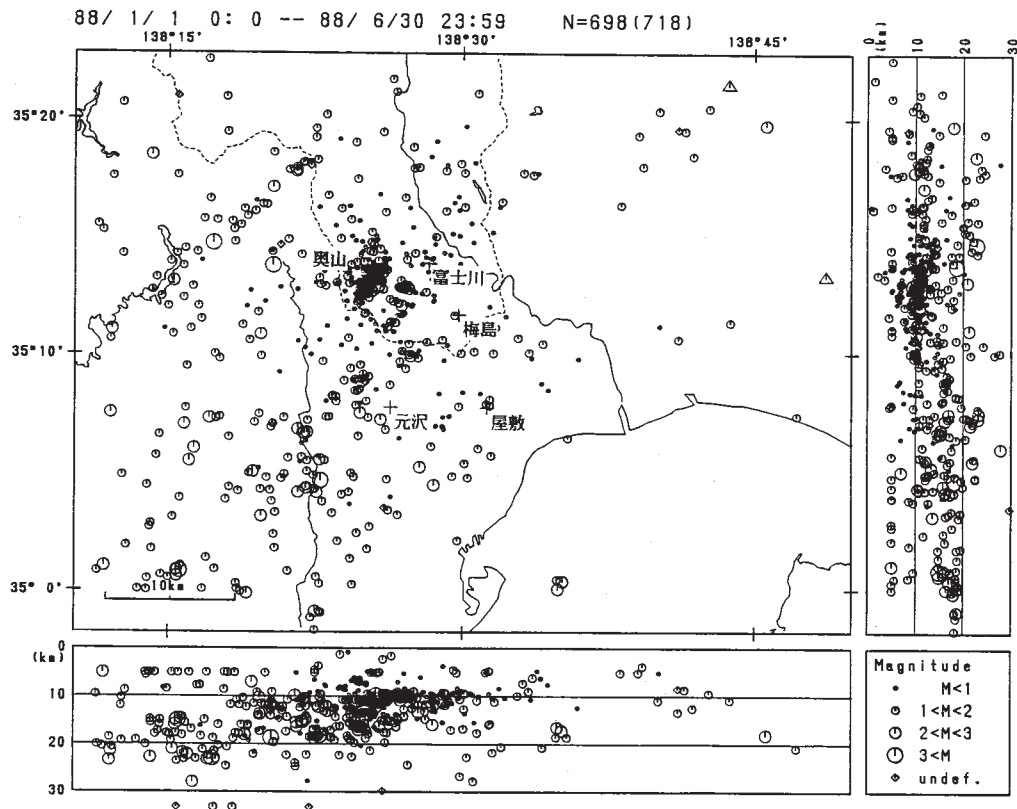 88/ 1/ 1 0: 0 -- 88/ 6/30 23:59 N=698(718)
138°15' 138°30' 138°45'
0 10 20 30
(km)
35°20'
奥山
富士川
梅島
35°10'
元沢
屋敷
35° 0'
10km
0
(km)
10
20
30
Magnitude
M<1
1<M<2
2<M<3
3<M
undef.